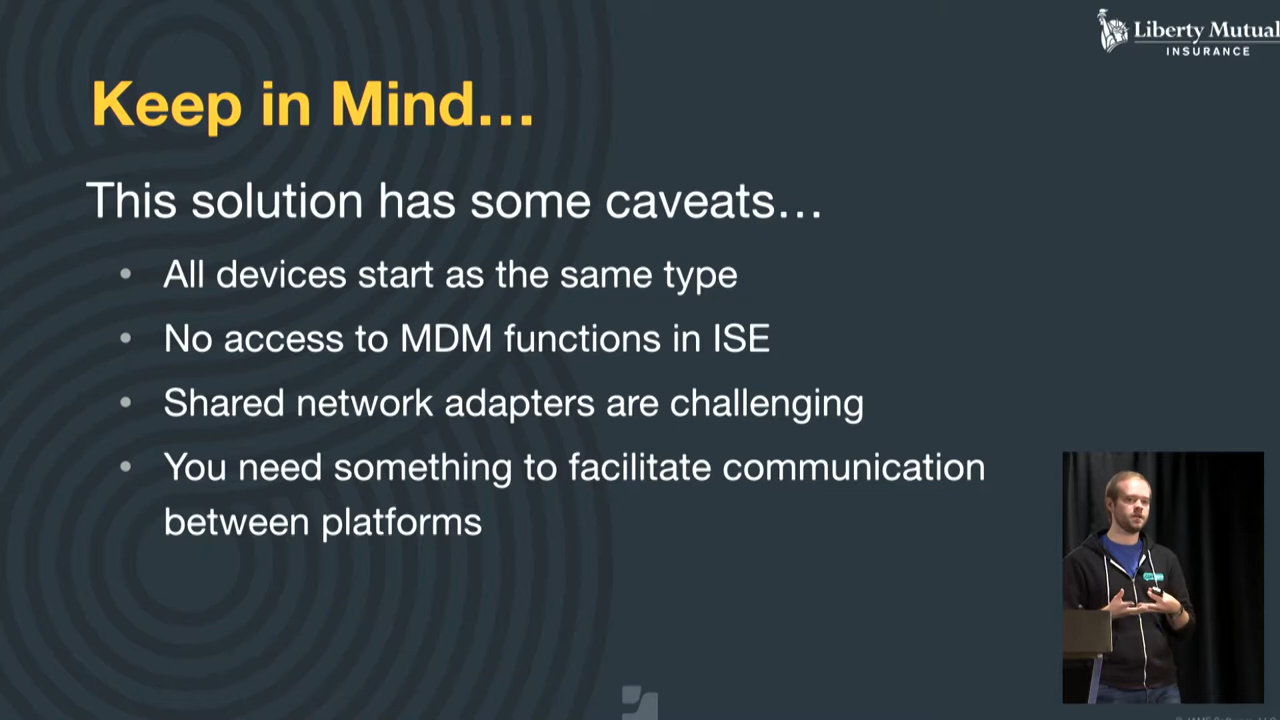 Liberty Mutual
INSURANCE
Keep in Mind…
This solution has some caveats…
• All devices start as the same type
• No access to MDM functions in ISE
• Shared network adapters are challenging
• You need something to facilitate communication
between platforms